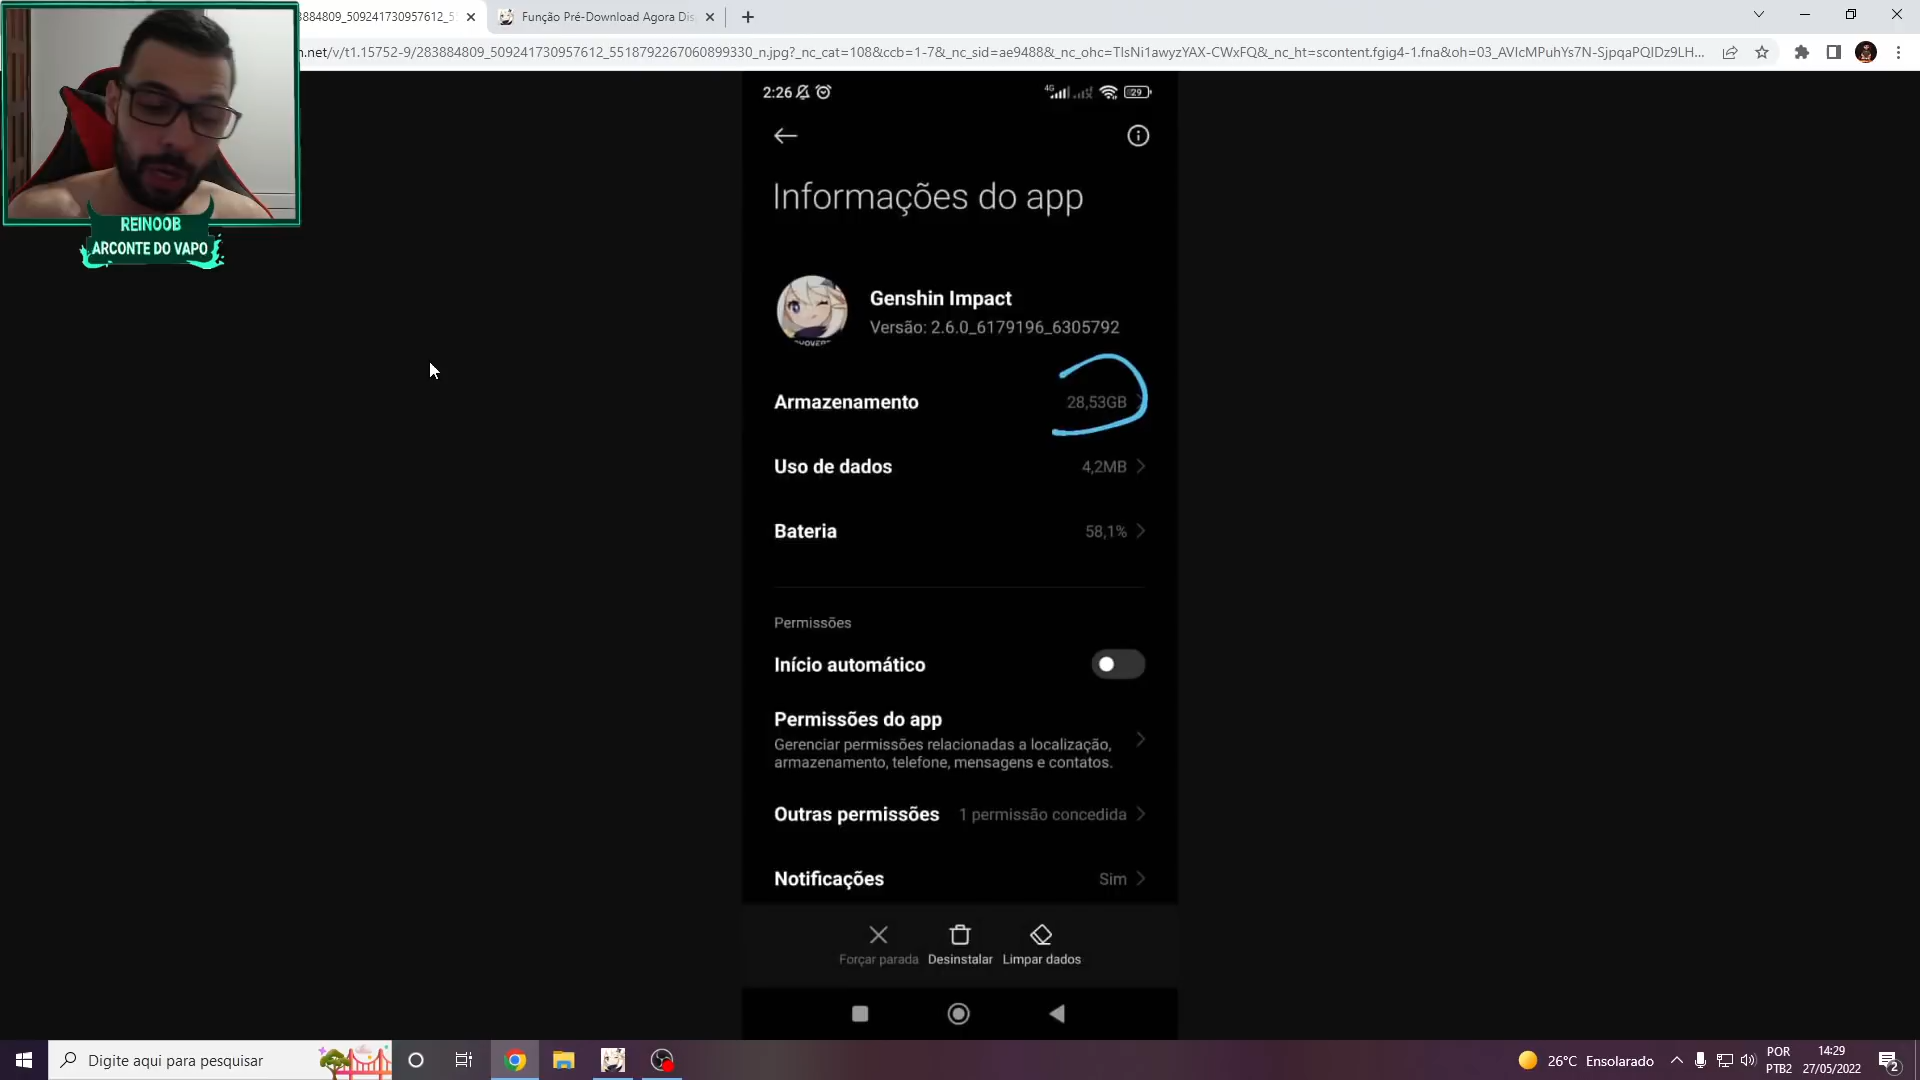 884809_509241730957612_5
Função Pré-Download Agora Dis
n.net/v/t1.15752-9/283884809_509241730957612_5518792267060899330_n.jpg?_nc_cat=108&ccb=1-7&_nc_sid=ae9488&_nc_ohc=TlsNi1awyzYAX-CWxFQ&_nc_ht=scontent.fgig4-1.fna&oh=03_AVIcMPuhYs7N-SjpqaPQIDz9LH...
REINOOB
ARCONTE DO VAPO
2:26
4G
29
Informações do app
Genshin Impact
Versão: 2.6.0_6179196_6305792
Armazenamento 28,53GB
Uso de dados 4,2MB
Bateria 58,1%
Permissões
Início automático
Permissões do app
Gerenciar permissões relacionadas a localização,
armazenamento, telefone, mensagens e contatos.
Outras permissões 1 permissão concedida
Notificações Sim
Forçar parada Desinstalar Limpar dados
Digite aqui para pesquisar
26°C Ensolarado
POR
PTB2
14:29
27/05/2022
2